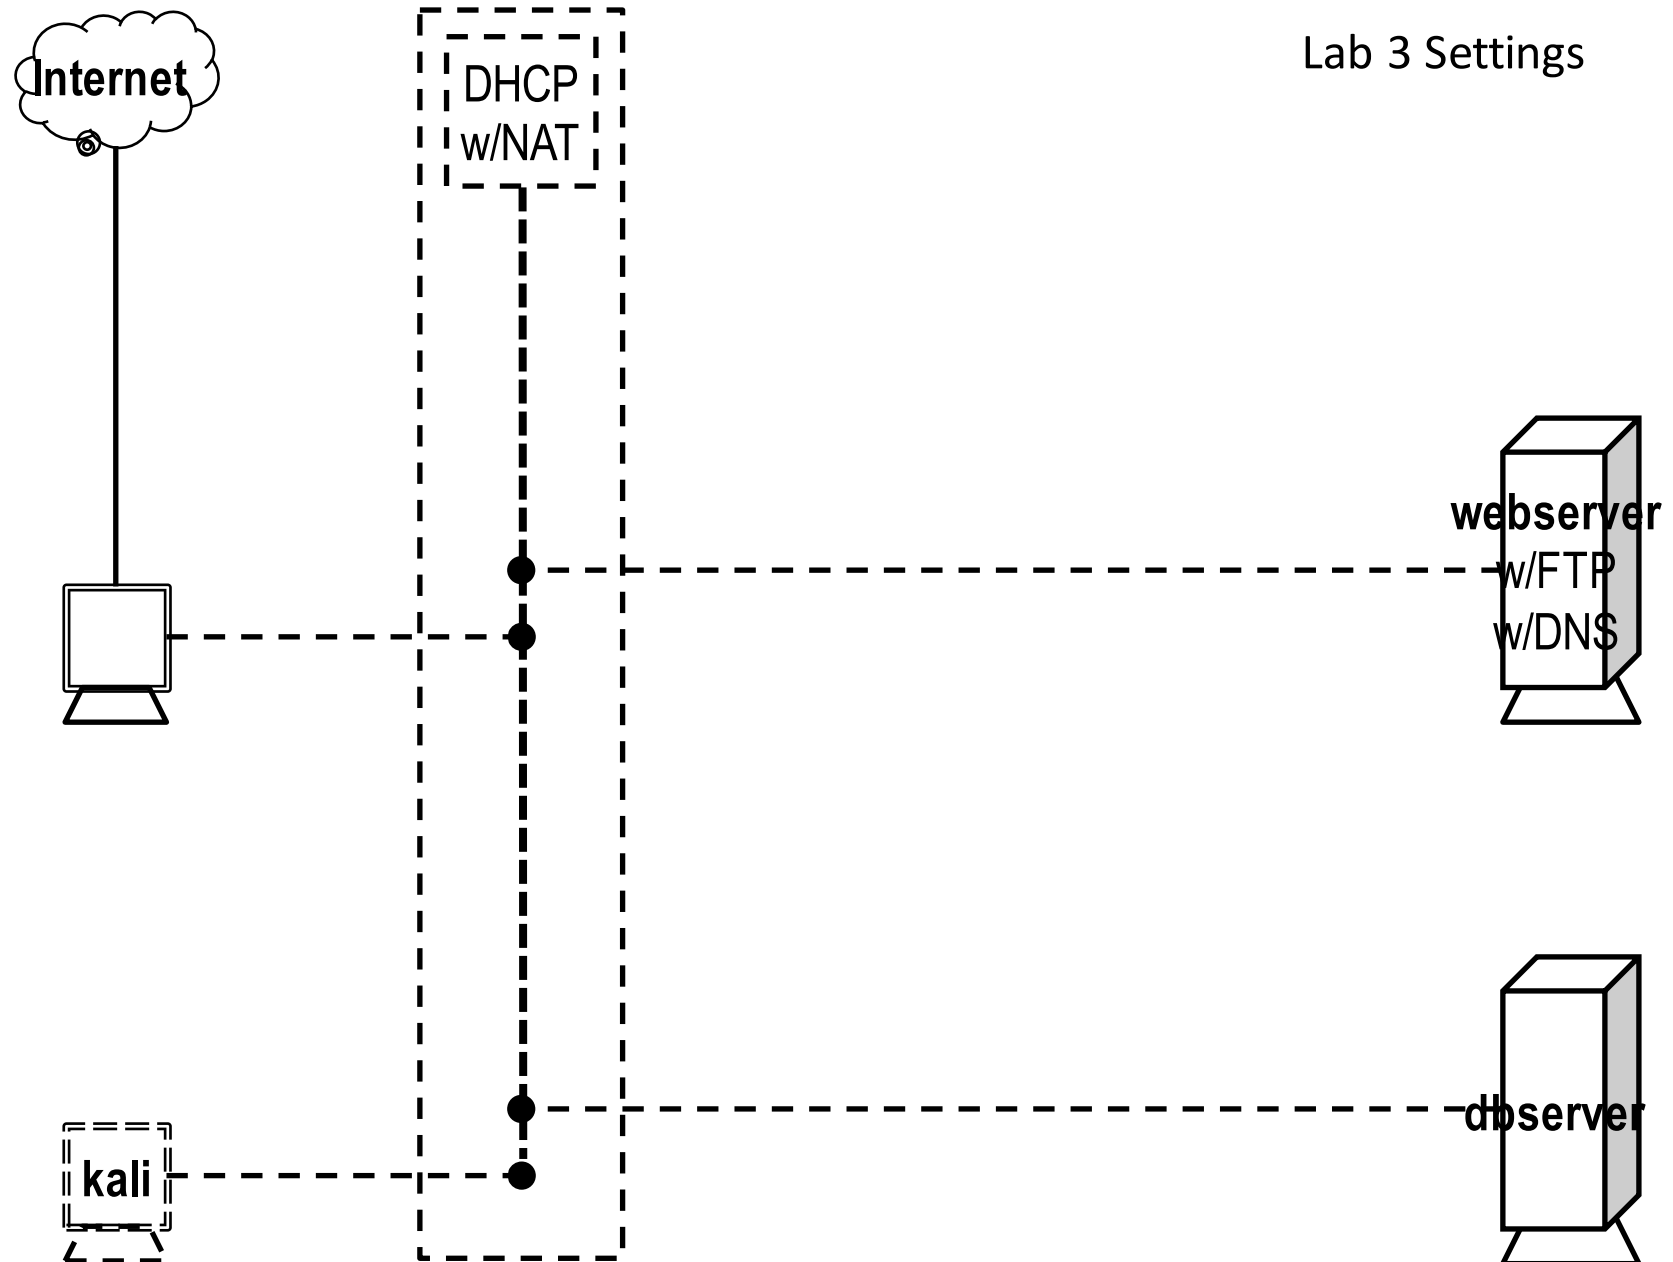 Internet
DHCP
w/NAT
Lab 3 Settings
webserver
w/FTP
w/DNS
kali
dbserver